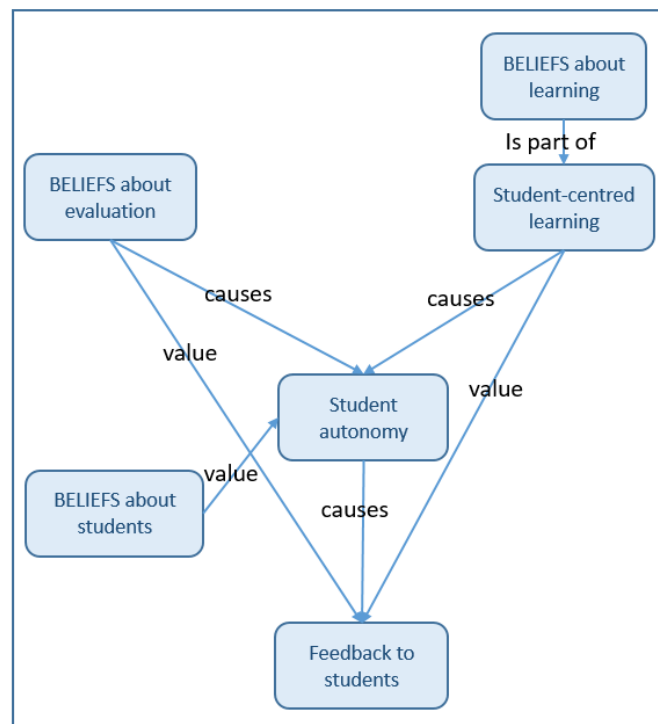 BELIEFS about
learning
Is part of
BELIEFS about
evaluation
Student-centred
learning
causes
causes
value
value
Student
autonomy
value
BELIEFS about
students
causes
Feedback to
students